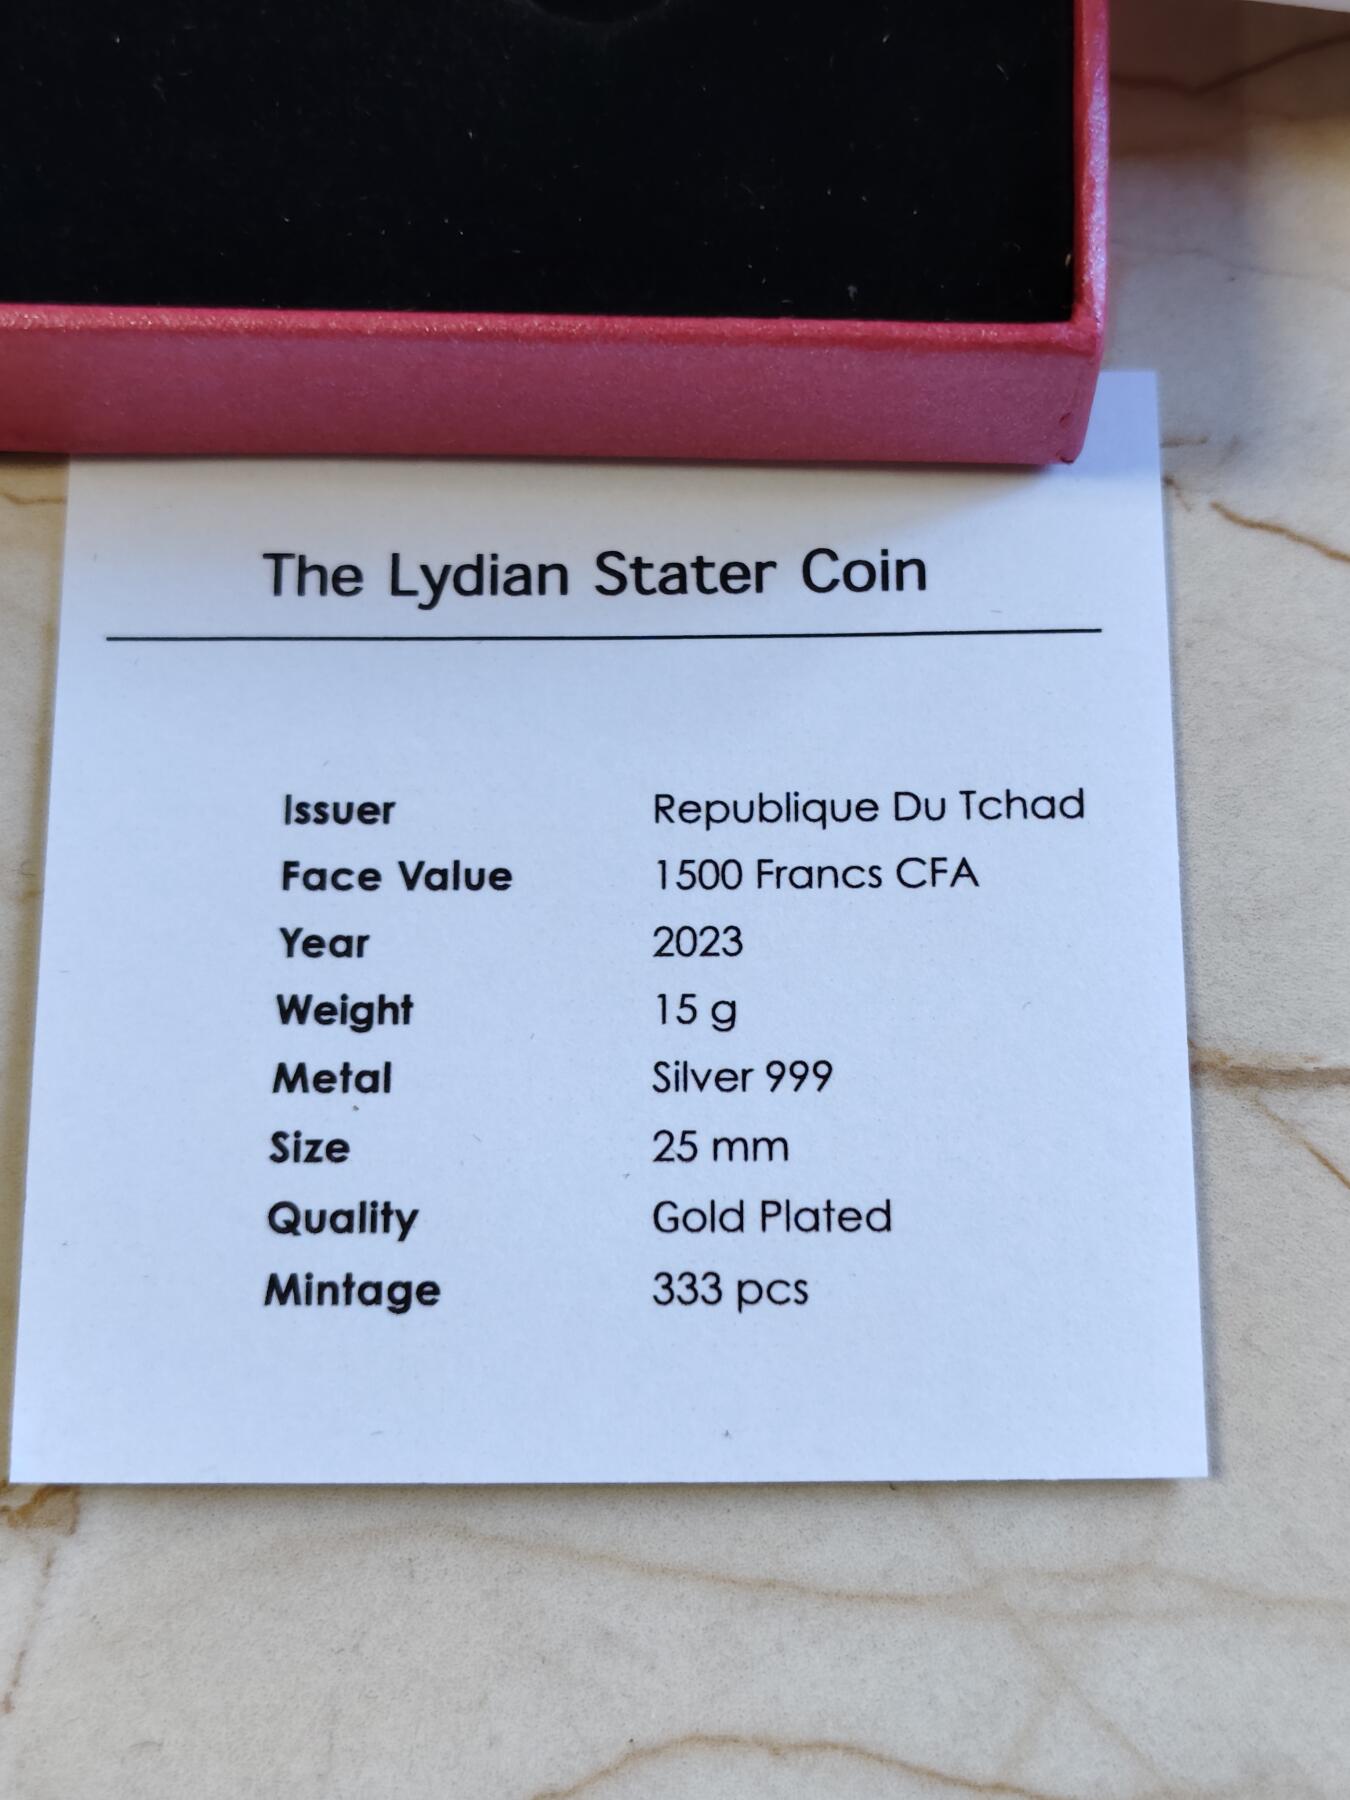 The Lydian Stater Coin
Issuer Republique Du Tchad
Face Value 1500 Francs CFA
Year 2023
Weight 15 g
Metal Silver 999
Size 25 mm
Quality Gold Plated
Mintage 333 pcs